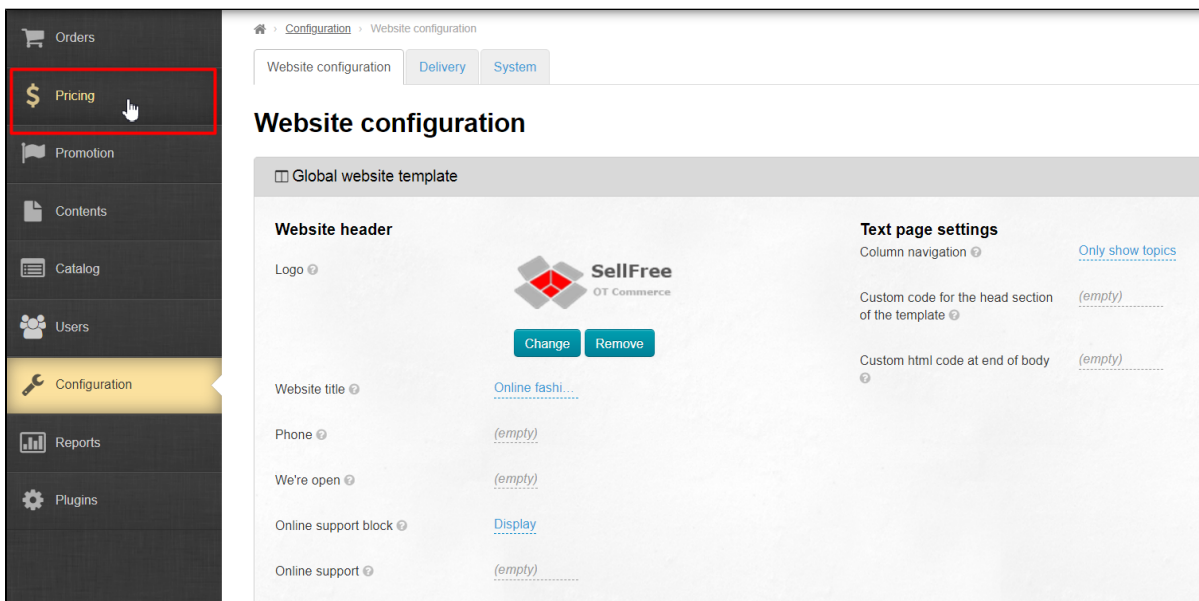 Orders
Pricing
Promotion
Contents
Catalog
Users
Configuration
Reports
Plugins
› Configuration › Website configuration
Website configuration Delivery System
Website configuration
Global website template
Website header
Logo
SellFree
OT Commerce
Change Remove
Website title Online fashi...
Phone (empty)
We're open (empty)
Online support block Display
Online support (empty)
Text page settings
Column navigation Only show topics
Custom code for the head section (empty)
of the template
Custom html code at end of body (empty)